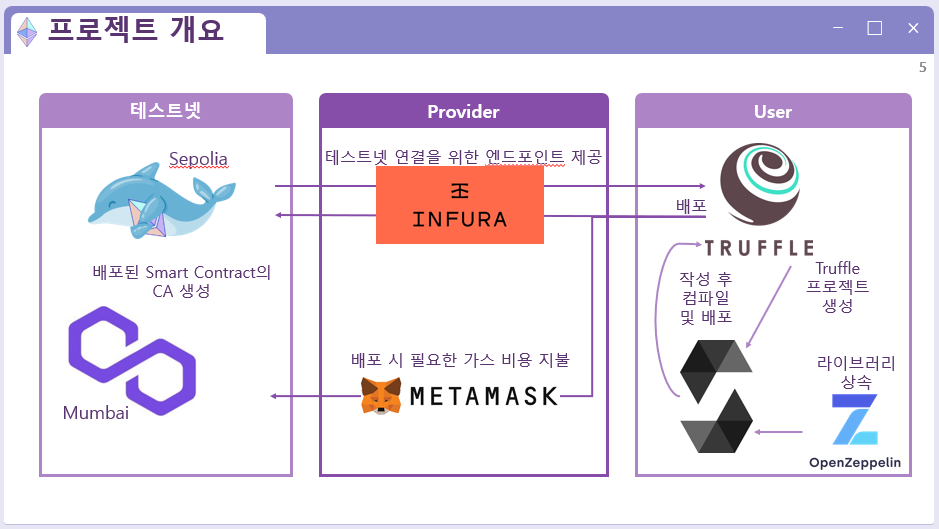 프로젝트 개요
5
테스트넷
Sepolia
배포된 Smart Contract의
CA 생성
Mumbai
Provider
테스트넷 연결을 위한 엔드포인트 제공
INFURA
배포 시 필요한 가스 비용 지불
METAMASK
User
배포
TRUFFLE
작성 후
컴파일
및 배포
Truffle
프로젝트
생성
라이브러리
상속
OpenZeppelin